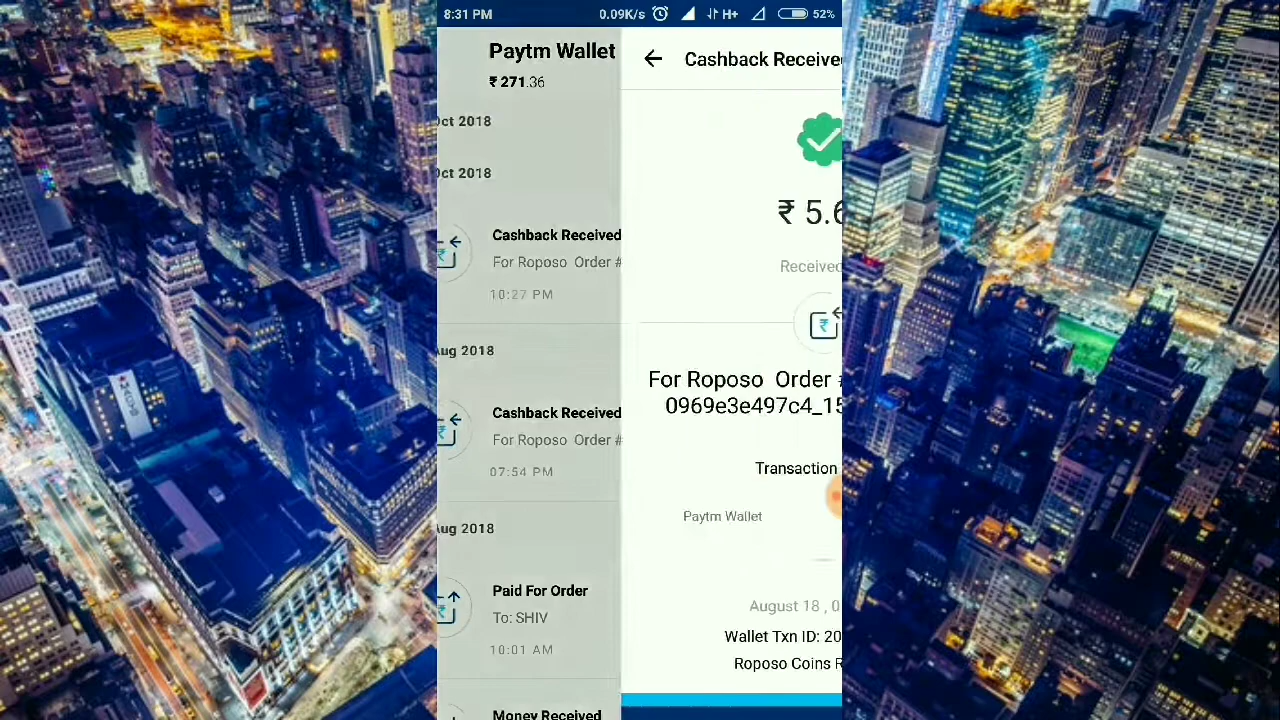 8:31 PM 0.09K/s H+ 52%
Paytm Wallet
₹ 271.36
Oct 2018
Oct 2018
Cashback Received
For Roposo Order #
10:27 PM
Aug 2018
Cashback Received
For Roposo Order #
07:54 PM
Aug 2018
Paid For Order
To: SHIV
10:01 AM
Money Received
Cashback Received
₹ 5.6
Received
For Roposo Order #
0969e3e497c4_15
Transaction
Paytm Wallet
August 18 , 0
Wallet Txn ID: 20
Roposo Coins R